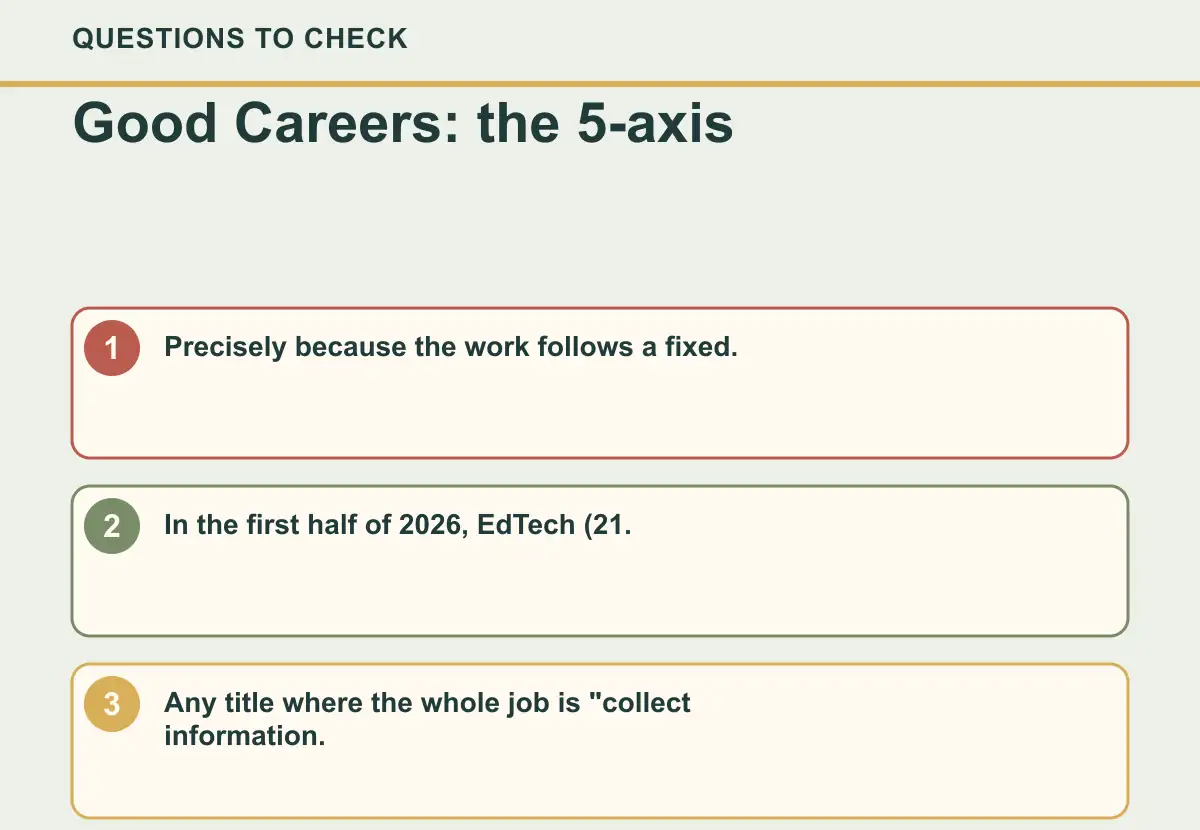 QUESTIONS TO CHECK
Good Careers: the 5-axis
1
Precisely because the work follows a fixed.
2
In the first half of 2026, EdTech (21.
3
Any title where the whole job is "collect
information.